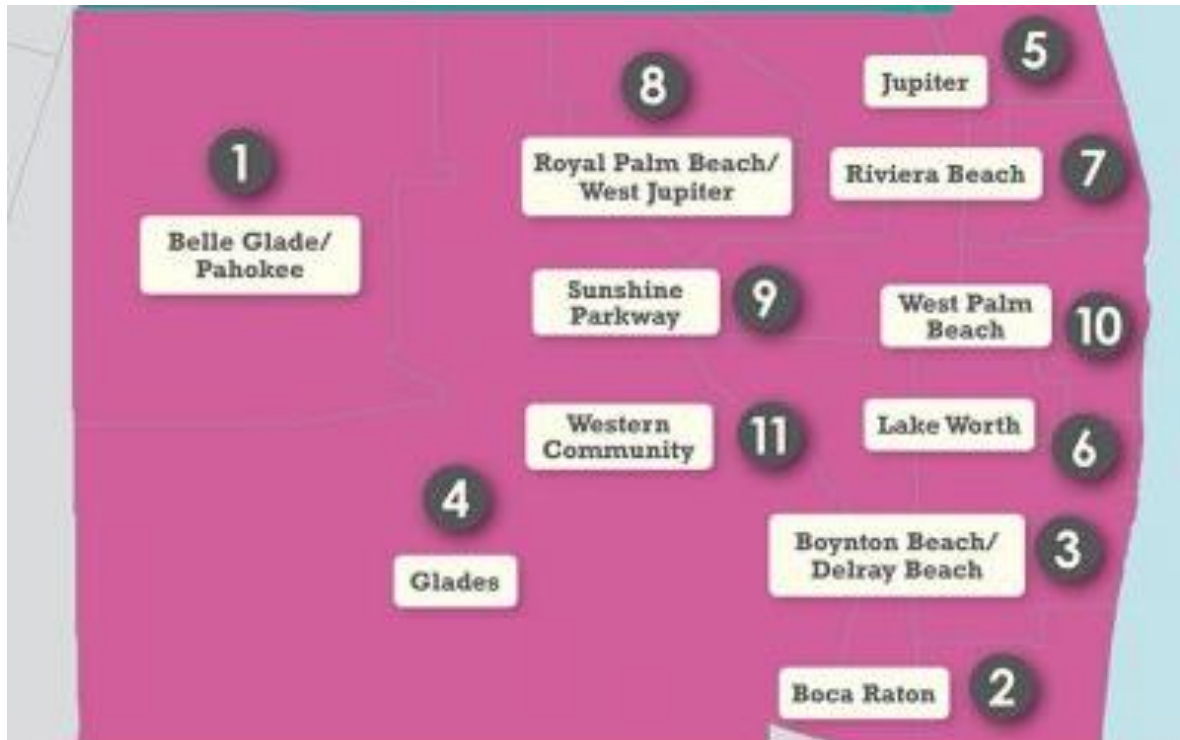 5
Jupiter
8
1
Royal Palm Beach/
West Jupiter
Riviera Beach
7
Belle Glade/
Pahokee
Sunshine
Parkway
9
West Palm
Beach
10
Western
Community
11
Lake Worth
6
4
Glades
Boynton Beach/
Delray Beach
3
Boca Raton
2